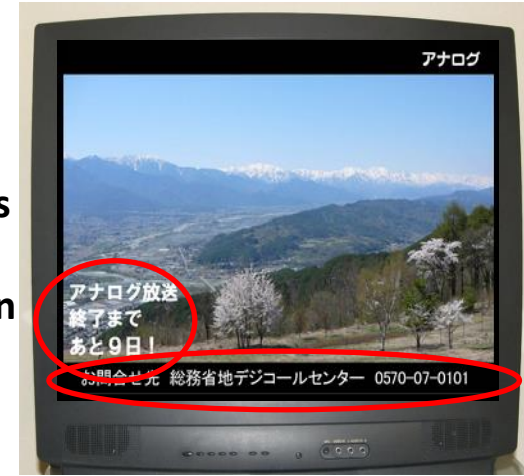 アナログ
s
n
アナログ放送
終了まで
あと９日！
お問合せ先 総務省地デジコールセンター 0570-07-0101